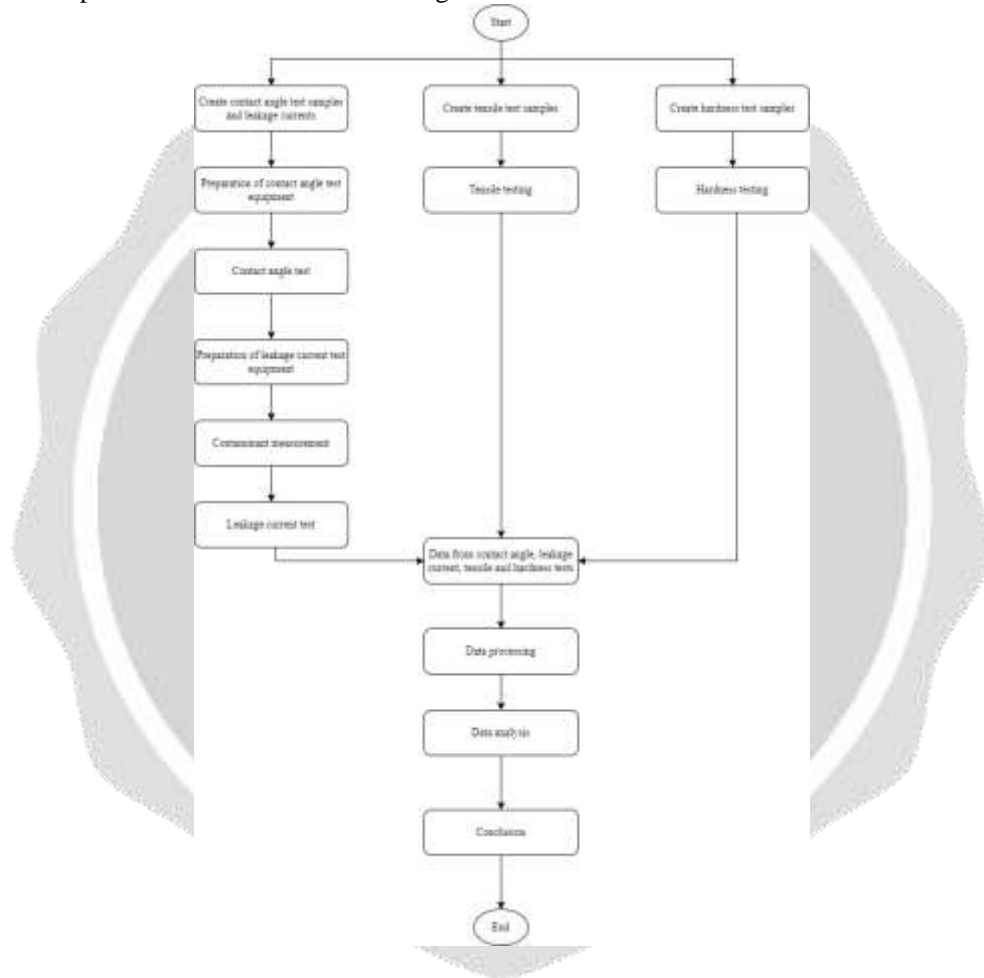 Start
Create contact angle test samples
and leakage currents
Create tensile test samples
Create hardness test samples
Preparation of contact angle test
equipment
Tensile testing
Hardness testing
Contact angle test
Preparation of leakage current test
equipment
Contaminant measurement
Leakage current test
Data from contact angle, leakage
current, tensile and hardness tests
Data processing
Data analysis
Conclusion
End